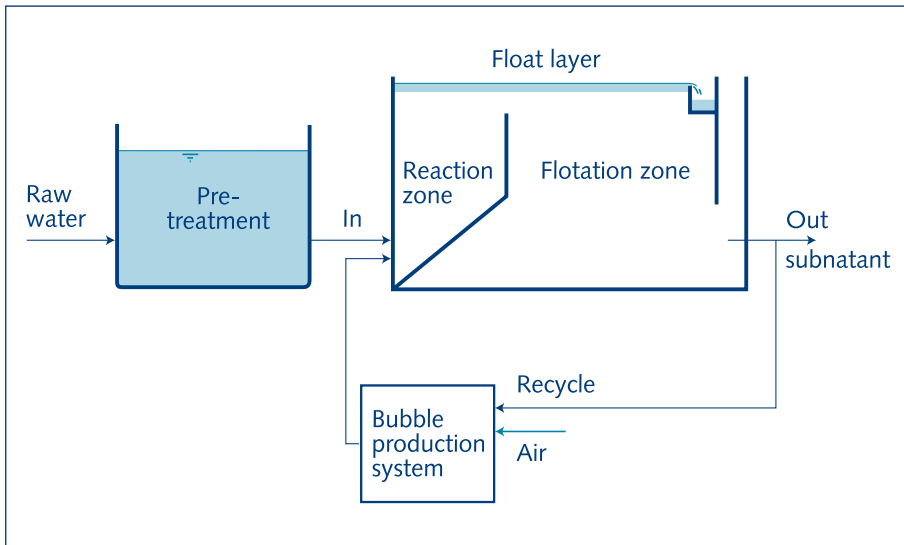 Float layer
Reaction
zone
Flotation zone
Pre-
treatment
Raw
water
In
Out
subnatant
Recycle
Bubble
production
system
Air